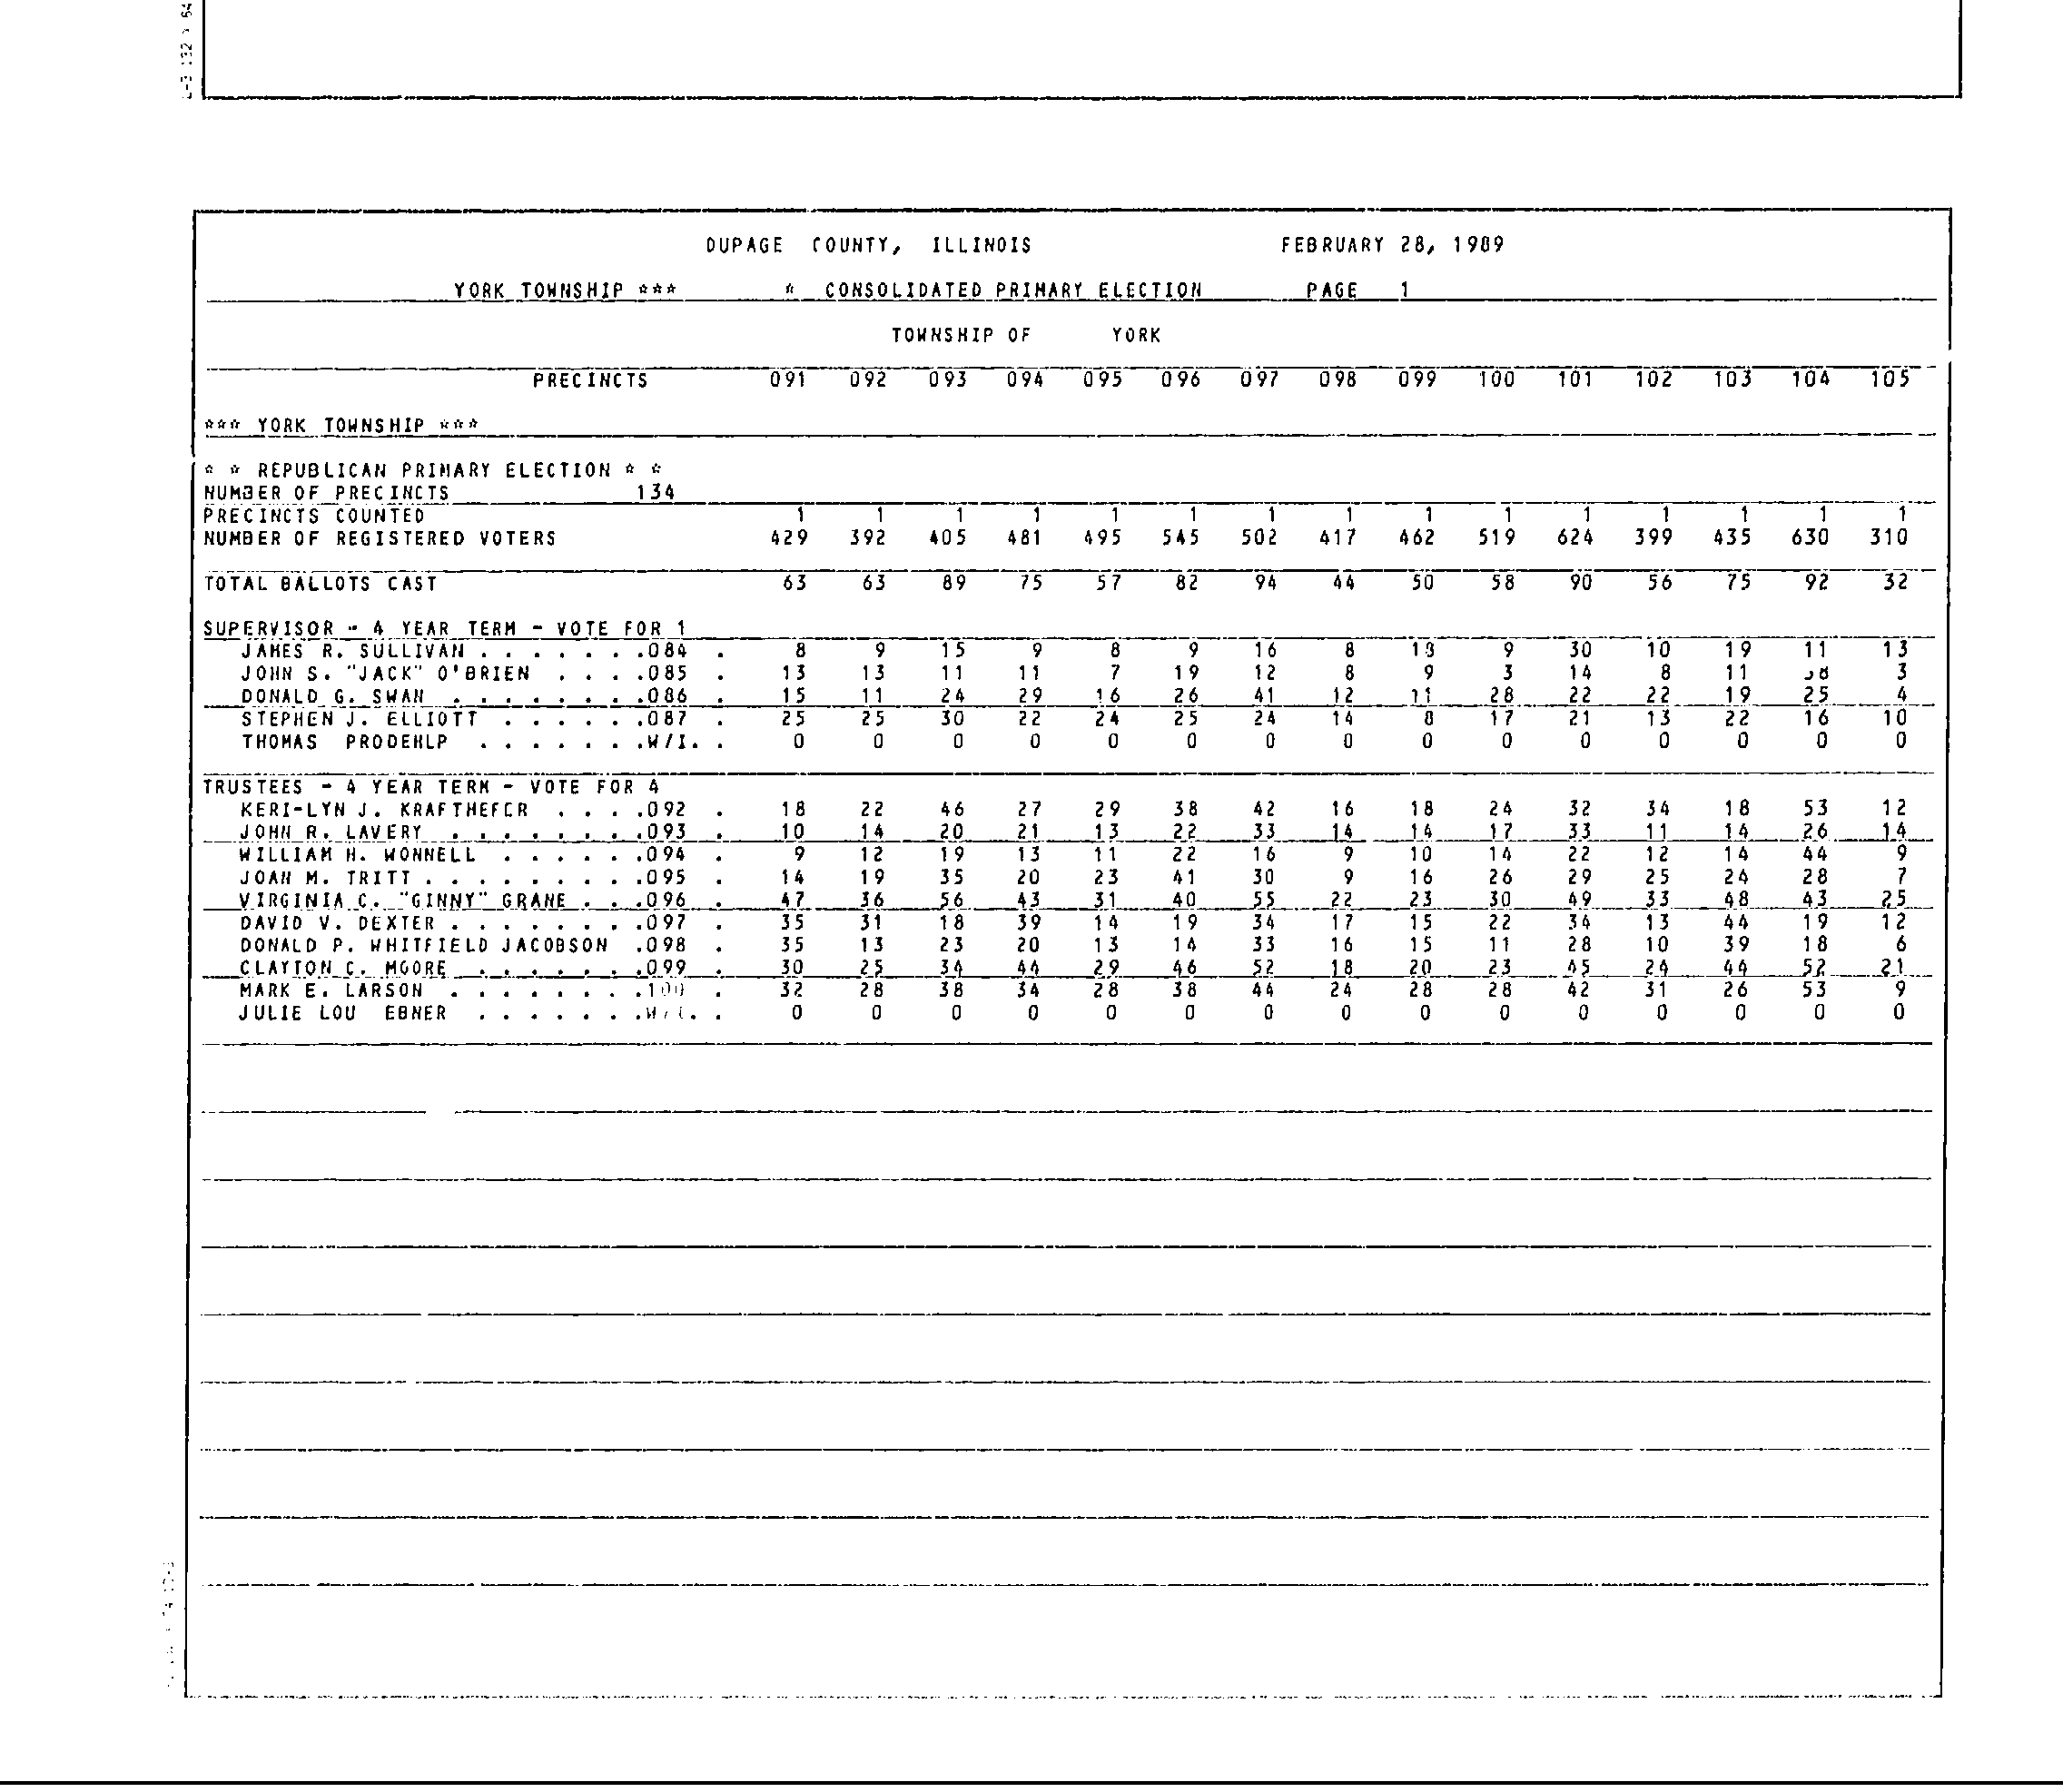 DUPAGE COUNTY, ILLINOIS FEBRUARY 28, 1989
YORK TOWNSHIP *** * CONSOLIDATED PRIMARY ELECTION PAGE 1
TOWNSHIP OF YORK
PRECINCTS 091 092 093 094 095 096 097 098 099 100 101 102 103 104 105
*** YORK TOWNSHIP ***
* * REPUBLICAN PRIMARY ELECTION * *
NUMBER OF PRECINCTS 134
PRECINCTS COUNTED 1 1 1 1 1 1 1 1 1 1 1 1 1 1 1
NUMBER OF REGISTERED VOTERS 429 392 405 481 495 545 502 417 462 519 624 399 435 630 310
TOTAL BALLOTS CAST 63 63 89 75 57 82 94 44 50 58 90 56 75 92 32
SUPERVISOR - 4 YEAR TERM - VOTE FOR 1
JAMES R. SULLIVAN . . . . . . .084 . 8 9 15 9 8 9 16 8 9 30 10 19 11 13
JOHN S. "JACK" O'BRIEN . . . .085 . 13 13 11 11 7 19 12 8 9 3 14 8 11 3
DONALD G. SWAN . . . . . . . .086 . 15 11 24 29 16 26 41 12 11 28 22 22 19 25 4
STEPHEN J. ELLIOTT . . . . . .087 . 25 25 30 22 24 25 24 14 8 17 21 13 22 16 10
THOMAS PRODEHLP . . . . . . .W/I. . 0 0 0 0 0 0 0 0 0 0 0 0 0 0 0
TRUSTEES - 4 YEAR TERM - VOTE FOR 4
KERI-LYN J. KRAFTHEFER . . . .092 . 18 22 46 27 29 38 42 16 18 24 32 34 18 53 12
JOHN R. LAVERY . . . . . . . .093 . 10 14 20 21 13 22 33 14 14 17 33 11 14 26 14
WILLIAM H. WONNELL . . . . . .094 . 9 12 19 13 11 22 16 9 10 14 22 12 14 44 9
JOAN M. TRITT . . . . . . . . .095 . 14 19 35 20 23 41 30 9 16 26 29 25 24 28 7
VIRGINIA C. "GINNY" GRANE . . .096 . 47 36 56 43 31 40 55 22 23 30 49 33 48 43 25
DAVID V. DEXTER . . . . . . . .097 . 35 31 18 39 14 19 34 17 15 22 34 13 44 19 12
DONALD P. WHITFIELD JACOBSON .098 . 35 13 23 20 13 14 33 16 15 11 28 10 39 18 6
CLAYTON C. MOORE . . . . . . .099 . 30 25 34 44 29 46 52 18 20 23 45 24 44 52 21
MARK E. LARSON . . . . . . . .100 . 32 28 38 34 28 38 44 24 28 28 42 31 26 53 9
JULIE LOU EBNER . . . . . . .W/I. . 0 0 0 0 0 0 0 0 0 0 0 0 0 0 0